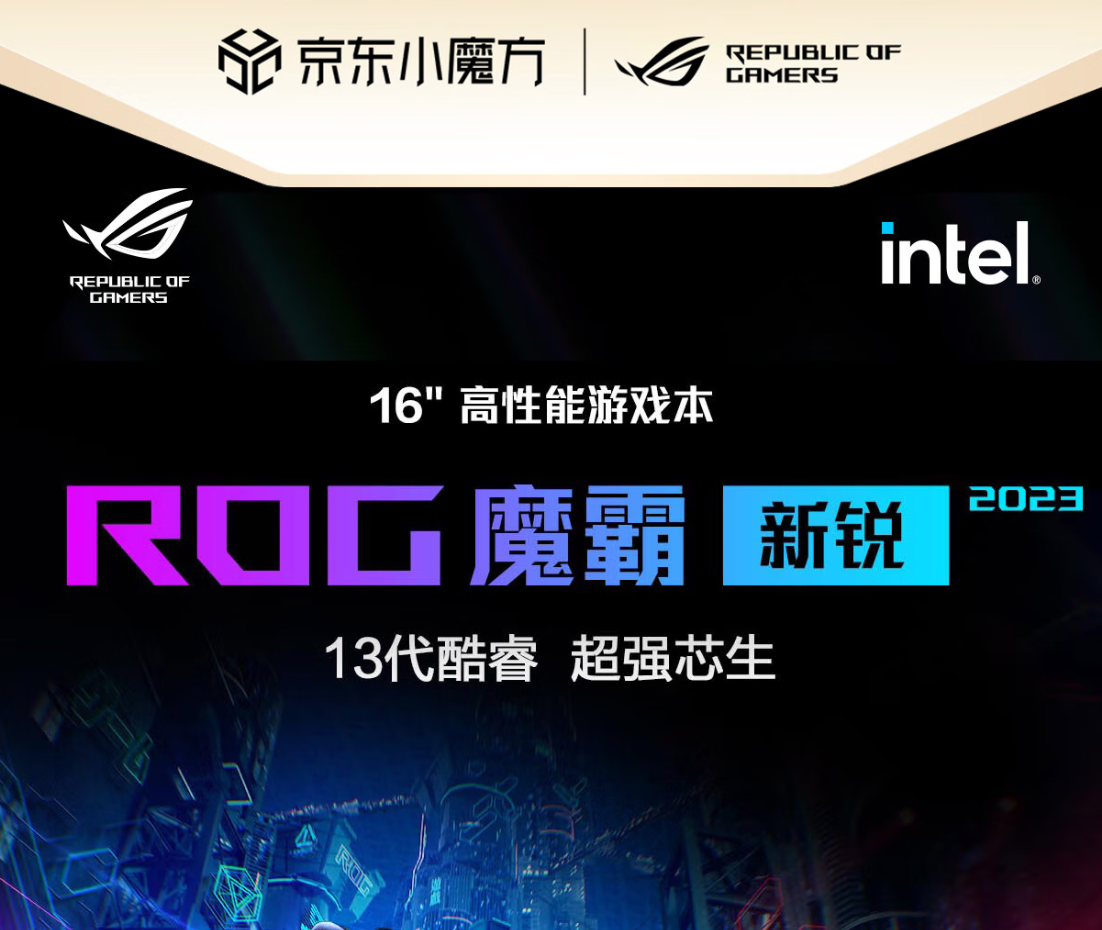 京东小魔方 REPUBLIC OF
GAMERS
REPUBLIC OF
GAMERS
intel®
16" 高性能游戏本
ROG 魔霸 新锐 2023
13代酷睿 超强芯生
ROG